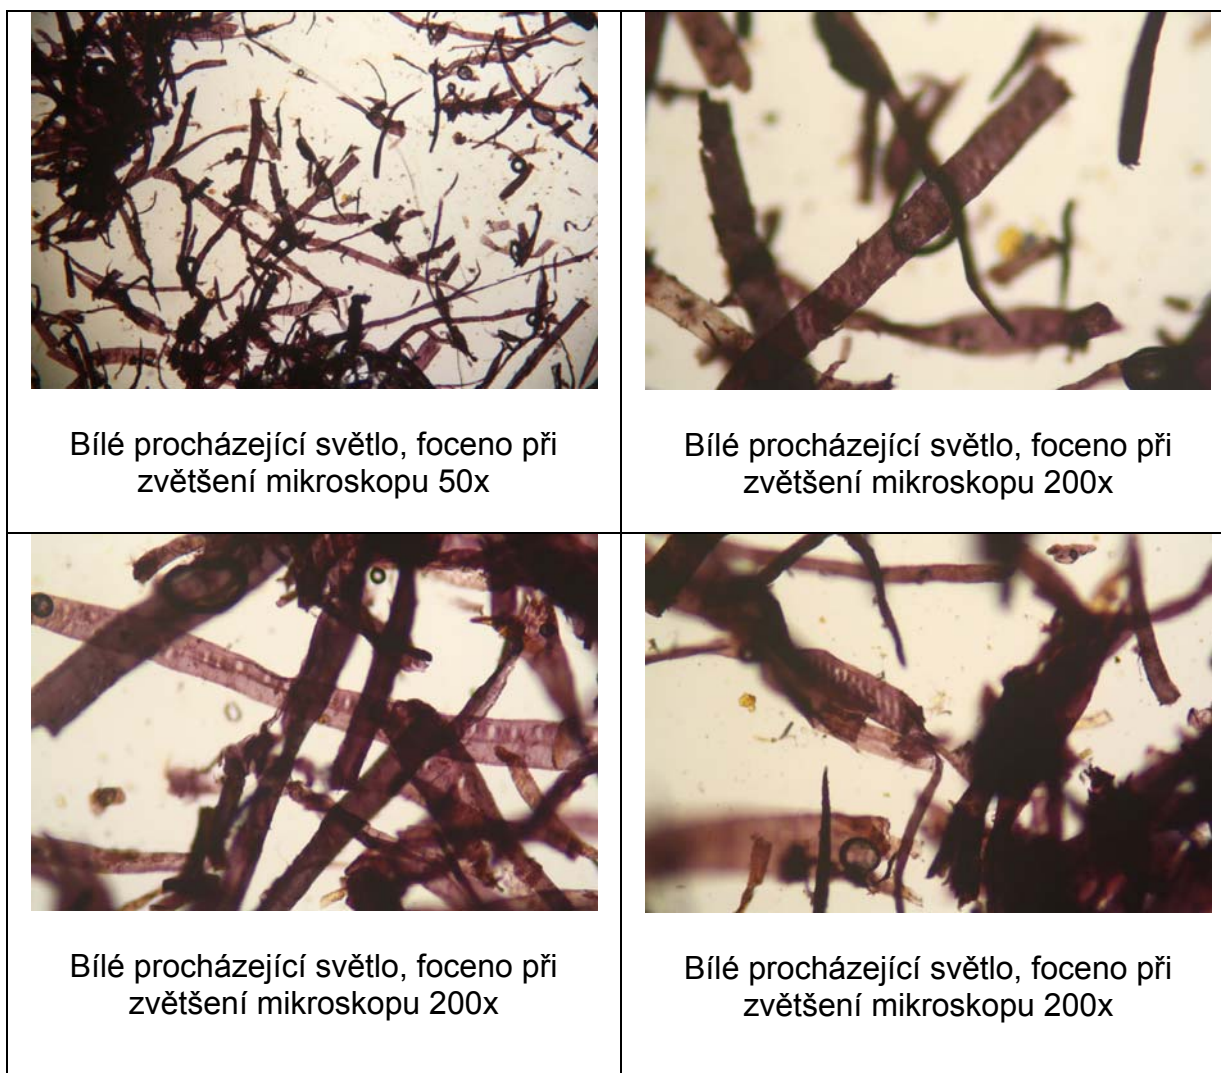 Bílé procházející světlo, foceno při
zvětšení mikroskopu 50x
Bílé procházející světlo, foceno při
zvětšení mikroskopu 200x
Bílé procházející světlo, foceno při
zvětšení mikroskopu 200x
Bílé procházející světlo, foceno při
zvětšení mikroskopu 200x